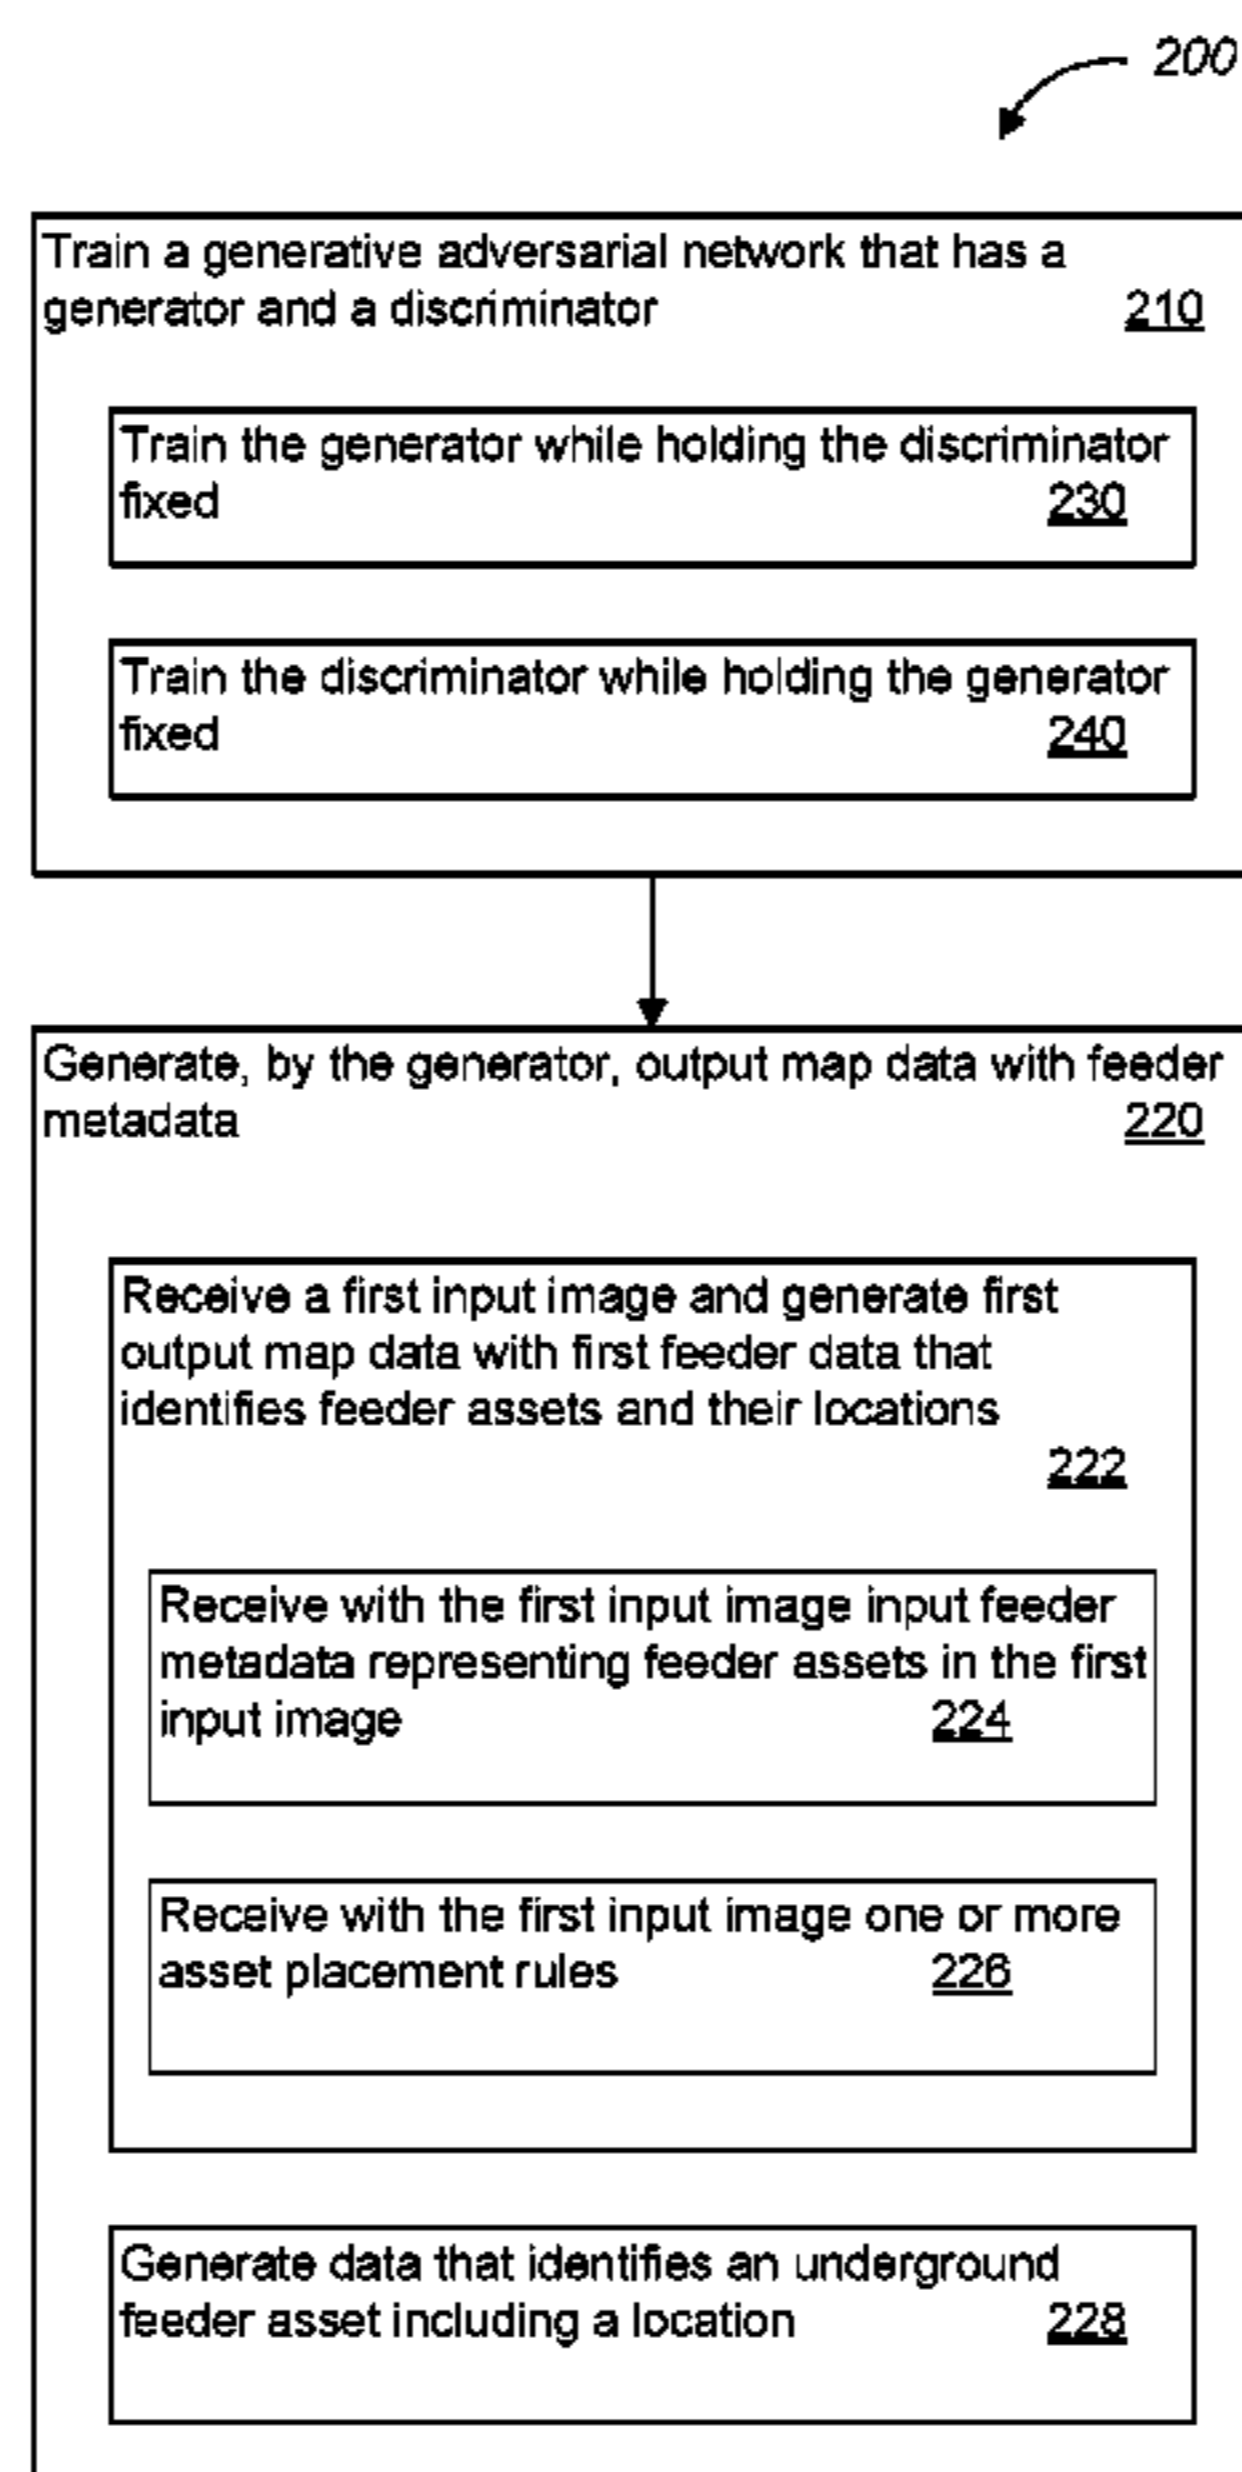 200
Train a generative adversarial network that has a
generator and a discriminator 210
Train the generator while holding the discriminator
fixed 230
Train the discriminator while holding the generator
fixed 240
Generate, by the generator, output map data with feeder
metadata 220
Receive a first input image and generate first
output map data with first feeder data that
identifies feeder assets and their locations
222
Receive with the first input image input feeder
metadata representing feeder assets in the first
input image 224
Receive with the first input image one or more
asset placement rules 226
Generate data that identifies an underground
feeder asset including a location 228